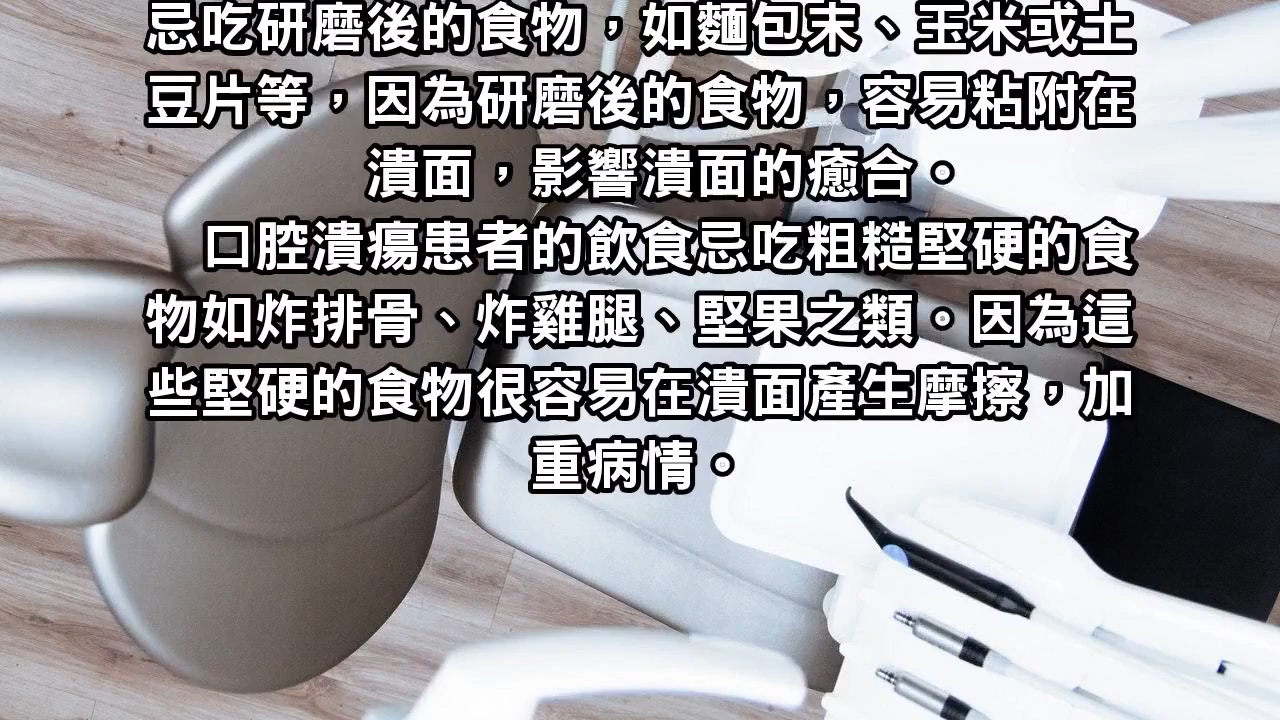 忌吃研磨後的食物，如麵包末、玉米或土
豆片等，因為研磨後的食物，容易粘附在
潰面，影響潰面的癒合。
口腔潰瘍患者的飲食忌吃粗糙堅硬的食
物如炸排骨、炸雞腿、堅果之類。因為這
些堅硬的食物很容易在潰面產生摩擦，加
重病情。